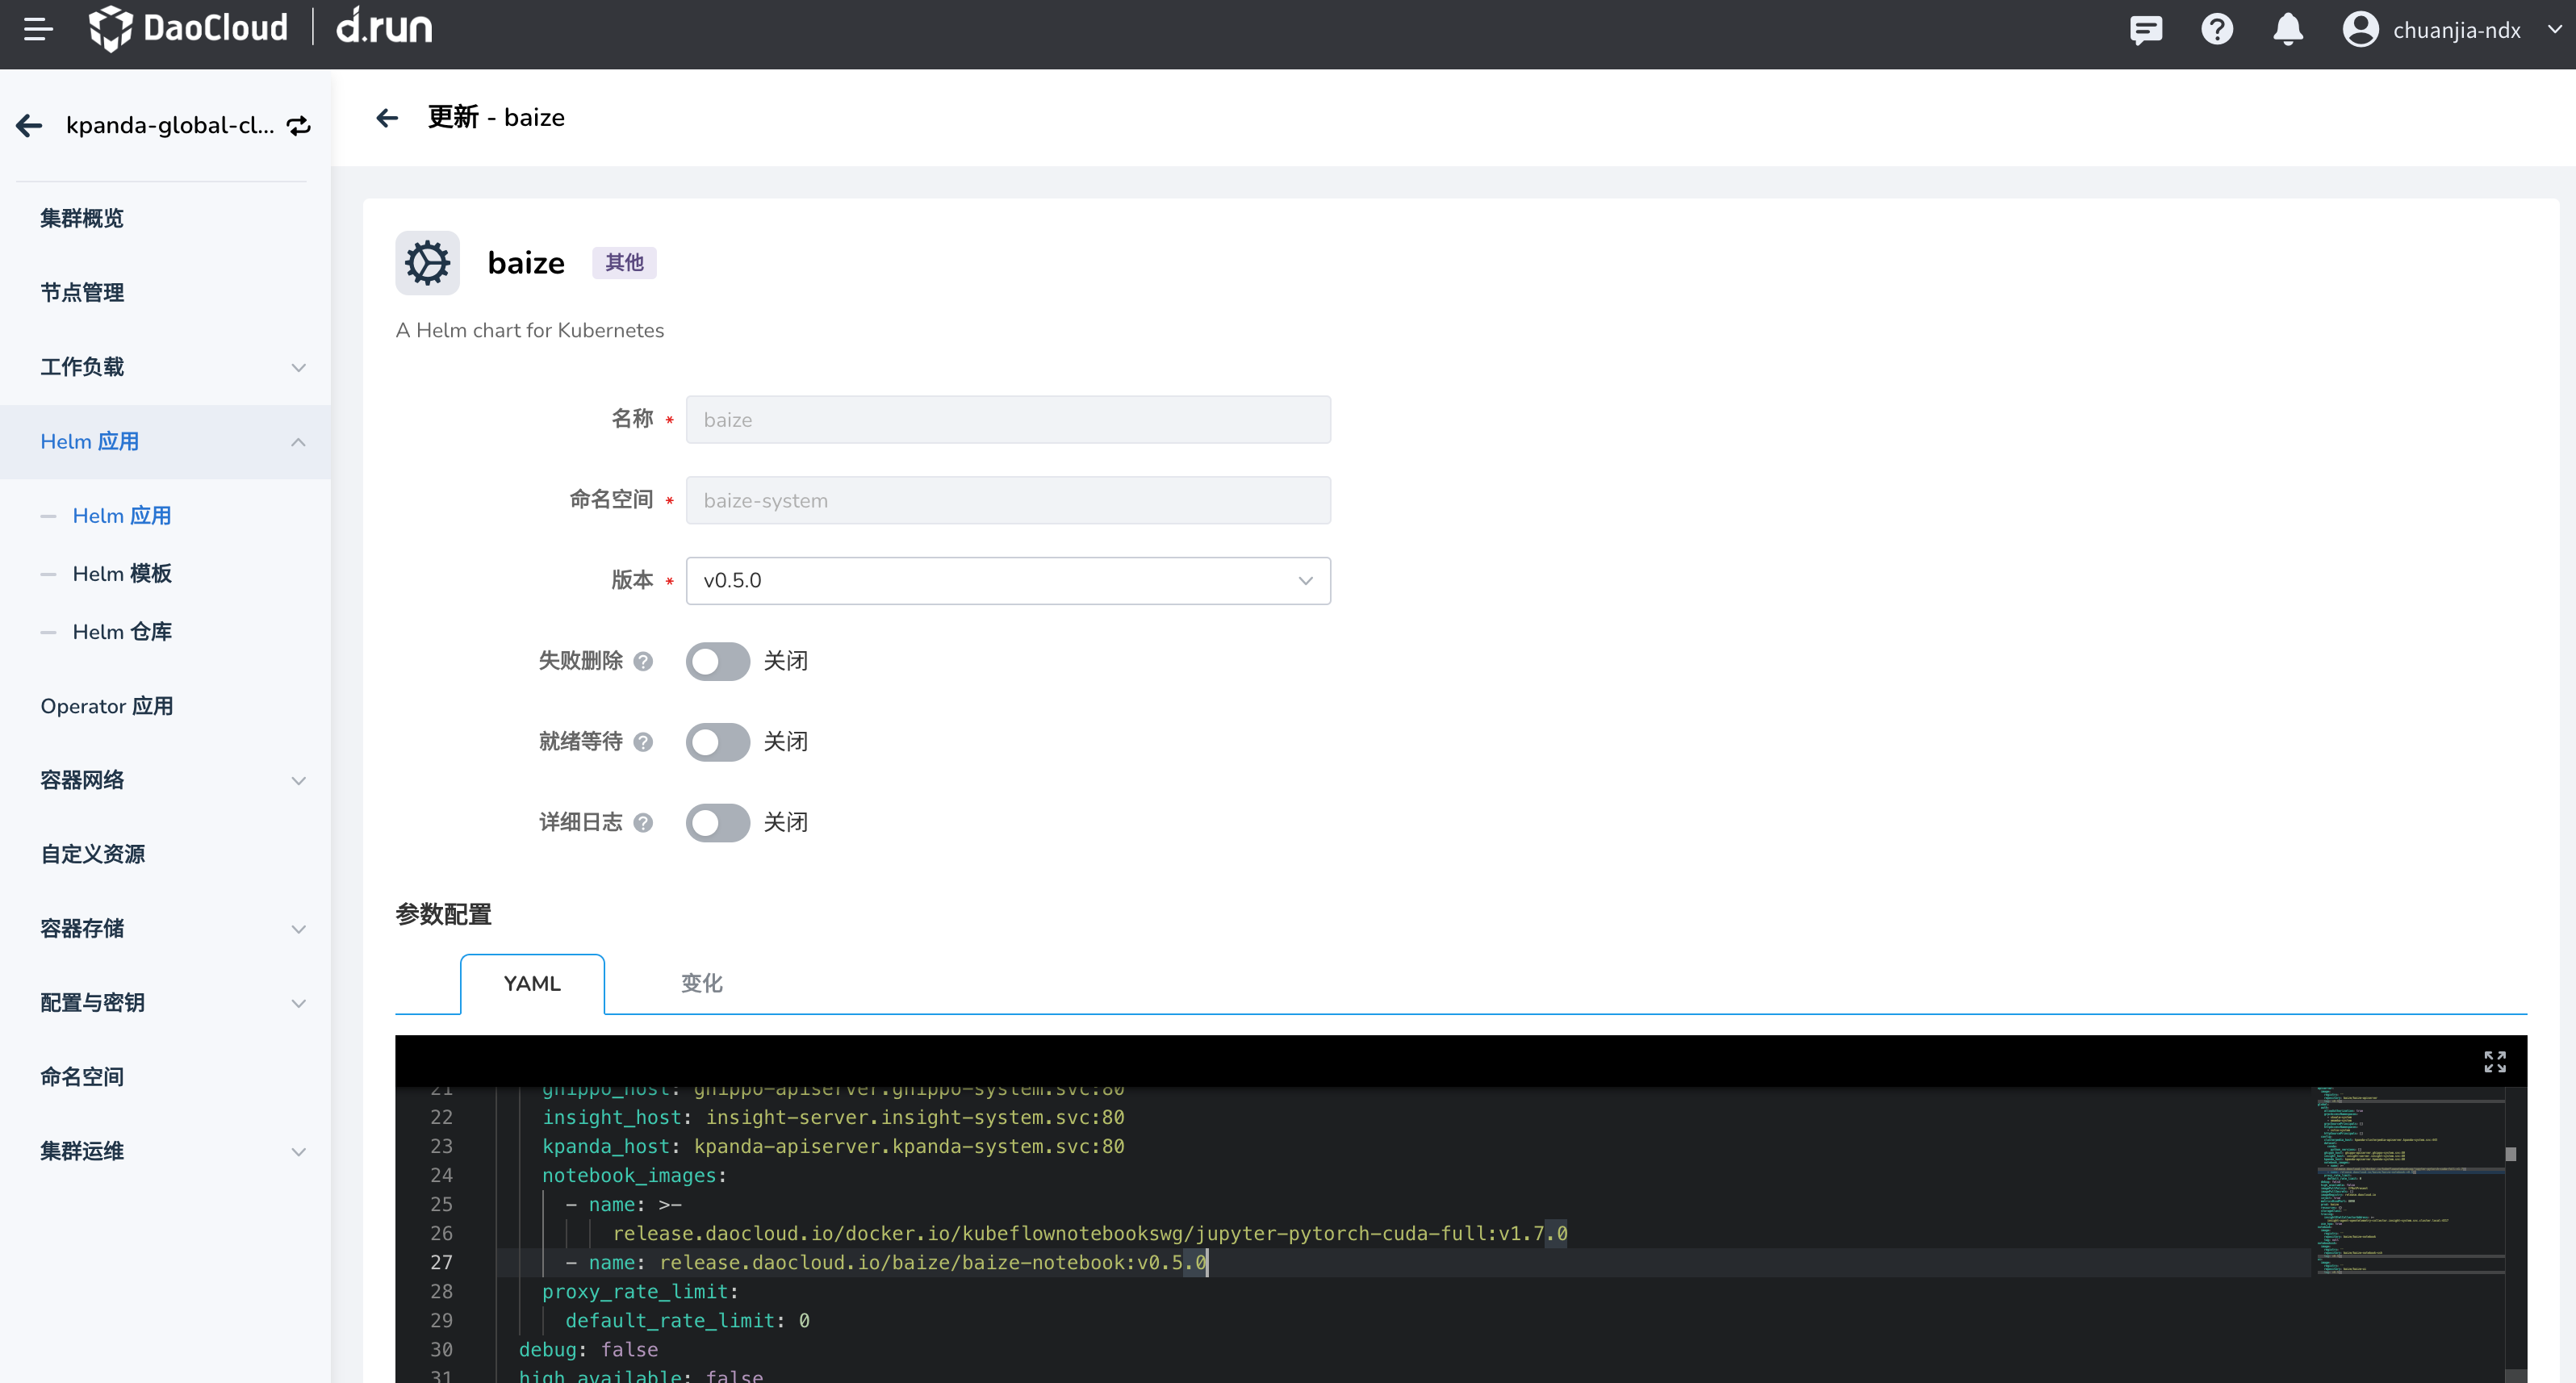 DaoCloud | d.run
chuanjia-ndx
kpanda-global-cl...
集群概览
节点管理
工作负载
Helm 应用
Helm 应用
Helm 模板
Helm 仓库
Operator 应用
容器网络
自定义资源
容器存储
配置与密钥
命名空间
集群运维
更新 - baize
baize 其他
A Helm chart for Kubernetes
名称 * baize
命名空间 * baize-system
版本 * v0.5.0
失败删除 ? 关闭
就绪等待 ? 关闭
详细日志 ? 关闭
参数配置
YAML 变化
21 ghippo_host: ghippo-apiserver.ghippo-system.svc:80
22 insight_host: insight-server.insight-system.svc:80
23 kpanda_host: kpanda-apiserver.kpanda-system.svc:80
24 notebook_images:
25 - name: >-
26 release.daocloud.io/docker.io/kubeflownotebookswg/jupyter-pytorch-cuda-full:v1.7.0
27 - name: release.daocloud.io/baize/baize-notebook:v0.5.0
28 proxy_rate_limit:
29 default_rate_limit: 0
30 debug: false
31 high_available: false